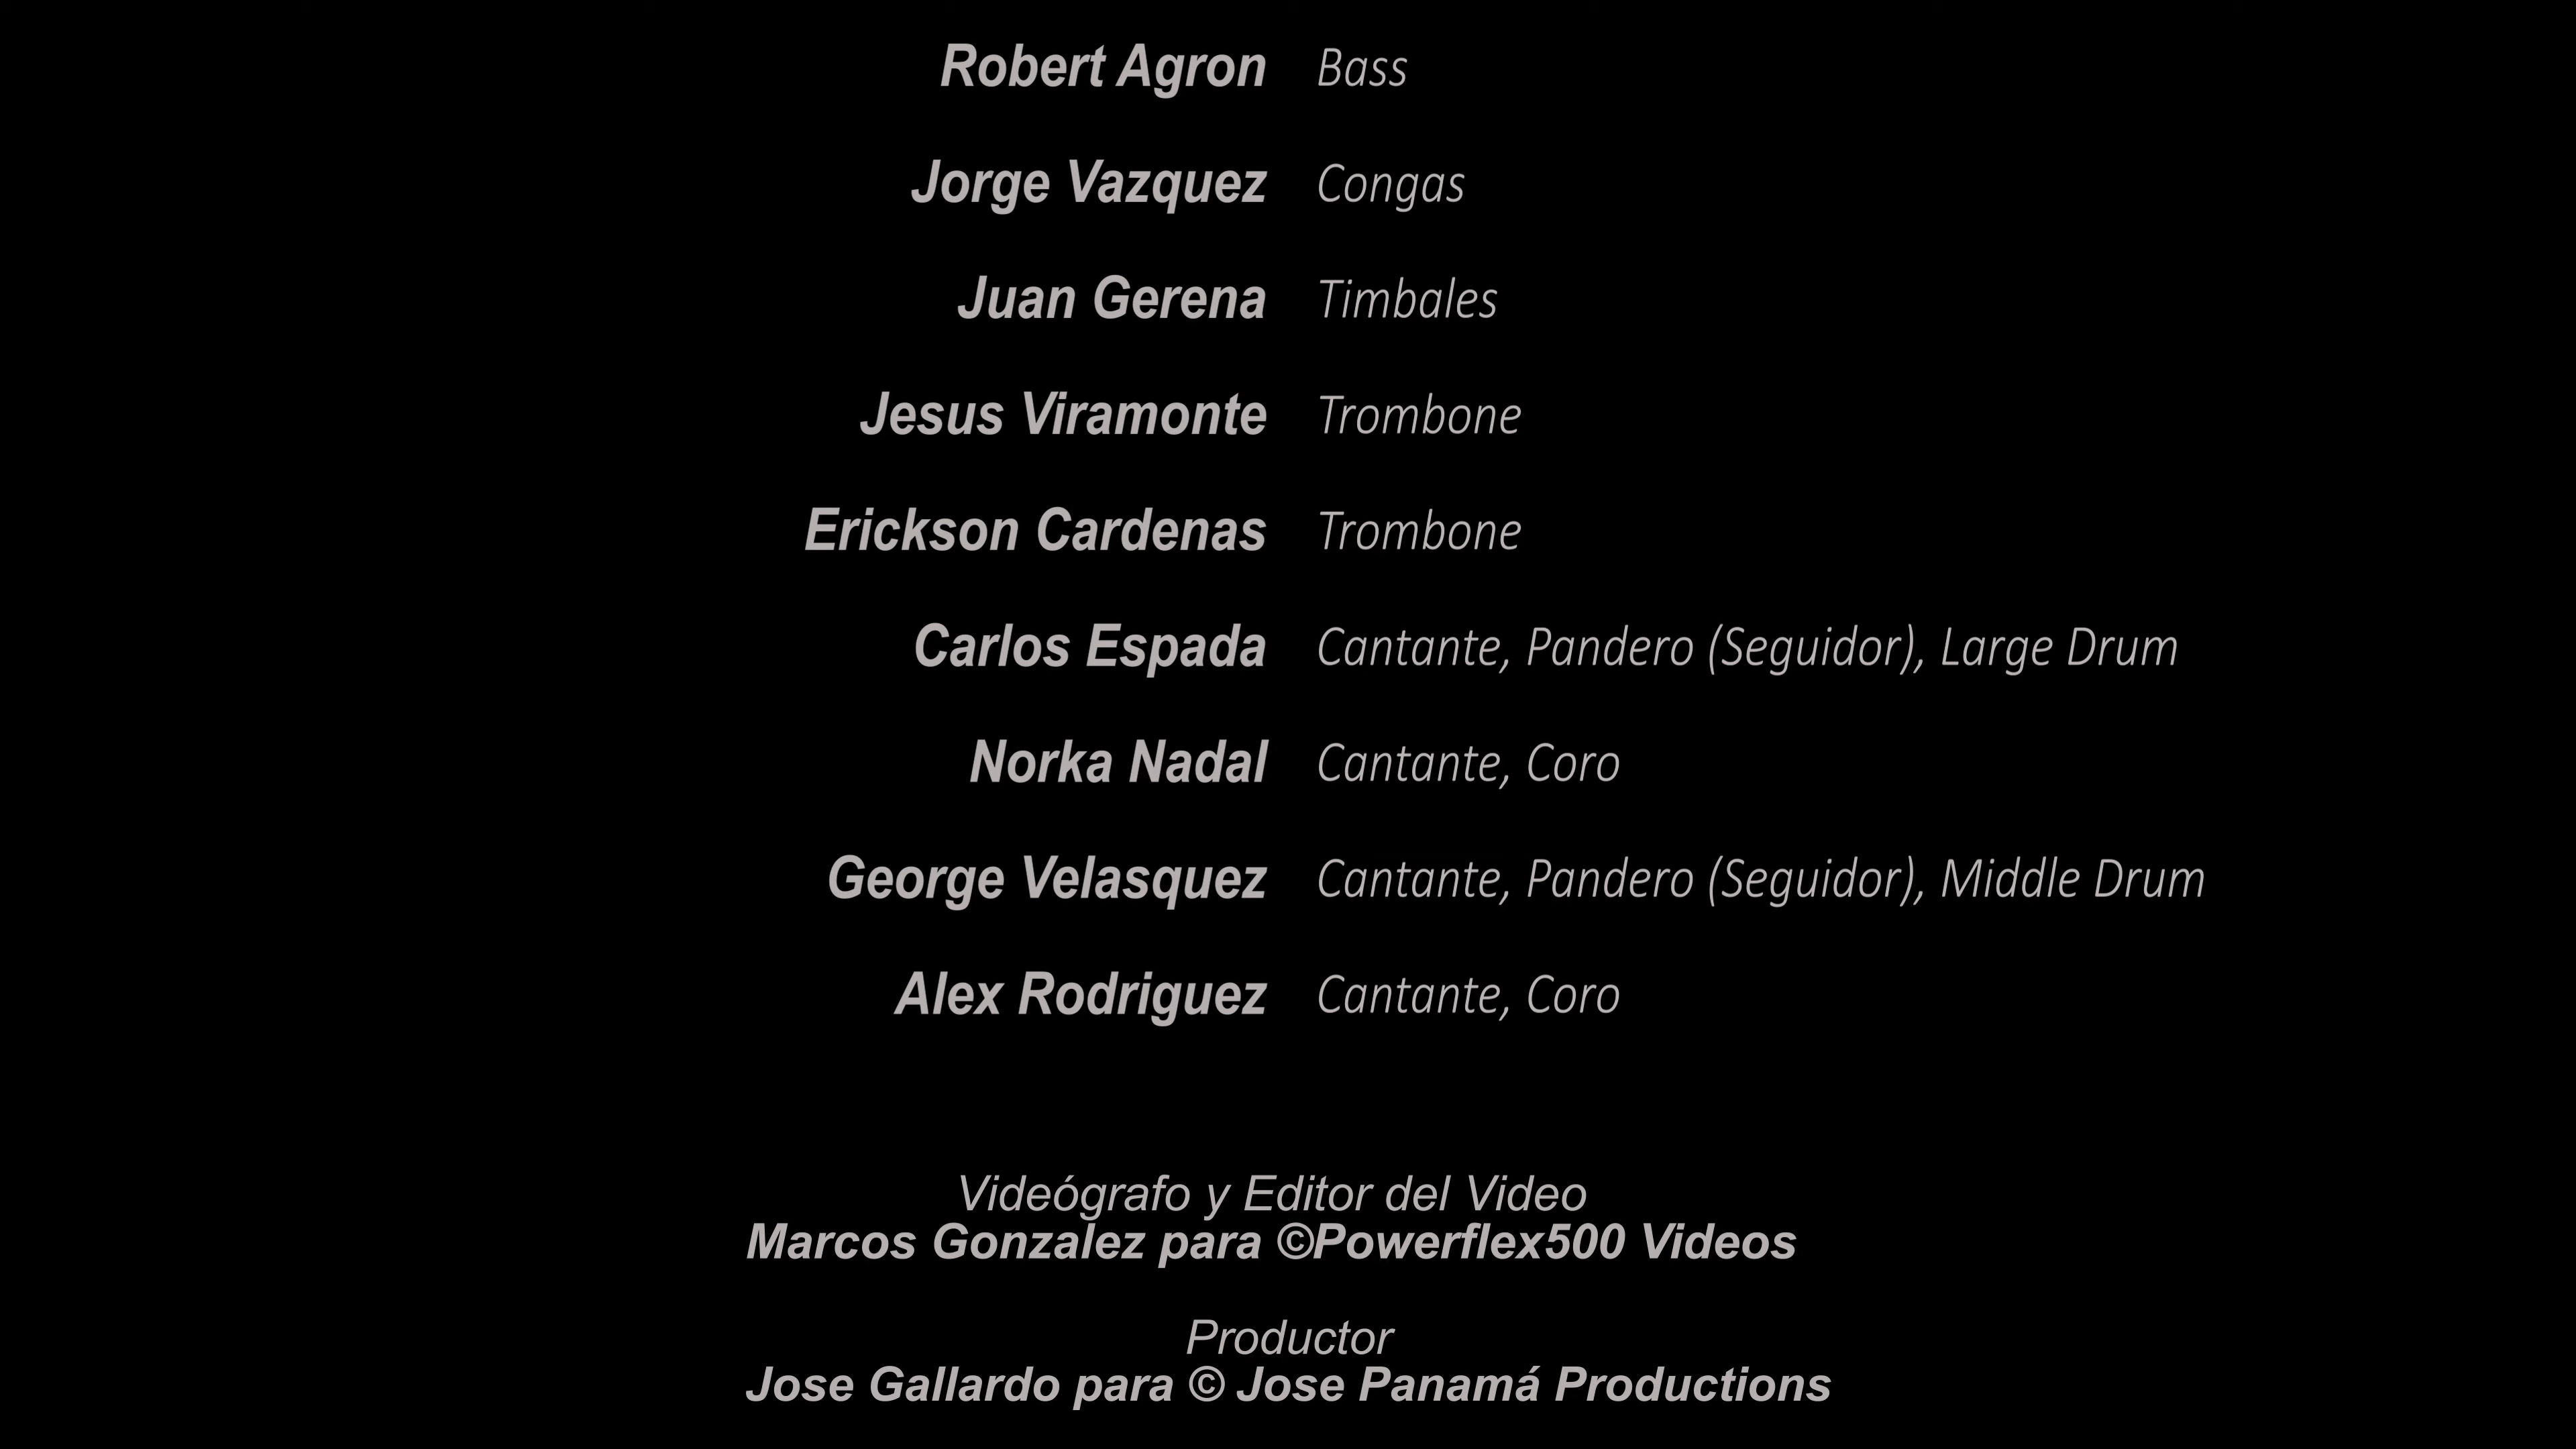 Robert Agron Bass
Jorge Vazquez Congas
Juan Gerena Timbales
Jesus Viramonte Trombone
Erickson Cardenas Trombone
Carlos Espada Cantante, Pandero (Seguidor), Large Drum
Norka Nadal Cantante, Coro
George Velasquez Cantante, Pandero (Seguidor), Middle Drum
Alex Rodriguez Cantante, Coro
Videógrafo y Editor del Video
Marcos Gonzalez para ©Powerflex500 Videos
Productor
Jose Gallardo para © Jose Panamá Productions